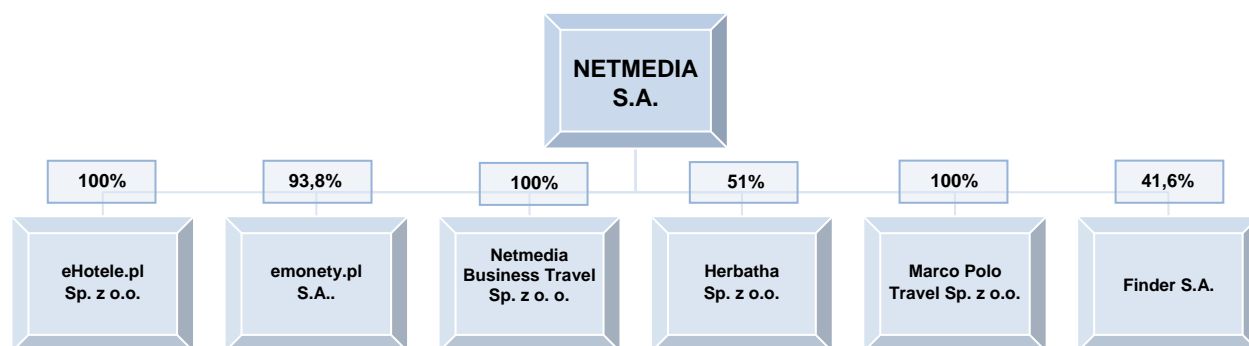 NETMEDIA
S.A.
100%
93,8%
100%
51%
100%
41,6%
eHotele.pl
Sp. z o.o.
emonety.pl
S.A..
Netmedia
Business Travel
Sp. z o. o.
Herbatha
Sp. z o.o.
Marco Polo
Travel Sp. z o.o.
Finder S.A.